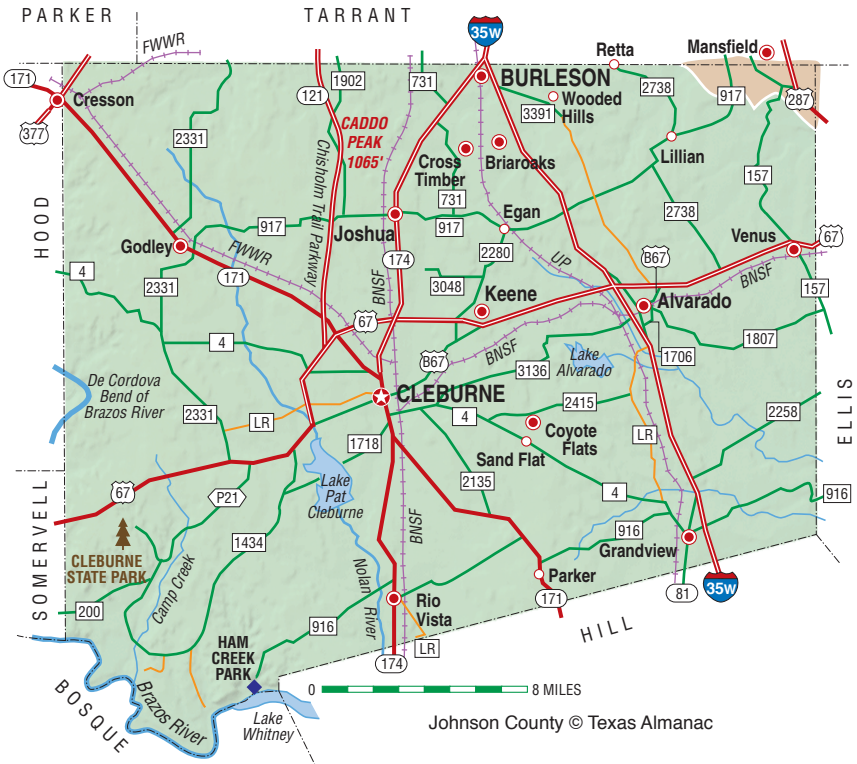 PARKER
TARRANT
FWWR
35W
Retta
Mansfield
171
Cresson
377
1902
121
731
BURLESON
Wooded
Hills
3391
2738
917
287
CADDO
PEAK
1065'
2331
Chisholm Trail Parkway
Cross
Timber
Briaroaks
Lillian
157
HOOD
731
917
Joshua
917
Egan
2738
Venus
67
Godley
FWWR
171
174
2280
UP
B67
BNSF
4
2331
BNSF
3048
Keene
Alvarado
157
67
4
B67
BNSF
3136
Lake
Alvarado
1706
1807
De Cordova
Bend of
Brazos River
CLEBURNE
2331
LR
4
2415
2258
ELLIS
1718
Coyote
Flats
Sand Flat
LR
SOMERVELL
67
P21
Lake
Pat
Cleburne
2135
4
916
BNSF
916
CLEBURNE
STATE PARK
1434
Grandview
Camp Creek
Nolan River
Parker
171
81
35W
200
Rio
Vista
916
HILL
LR
HAM
CREEK
PARK
174
BOSQUE
Brazos River
Lake
Whitney
0
8 MILES
Johnson County © Texas Almanac